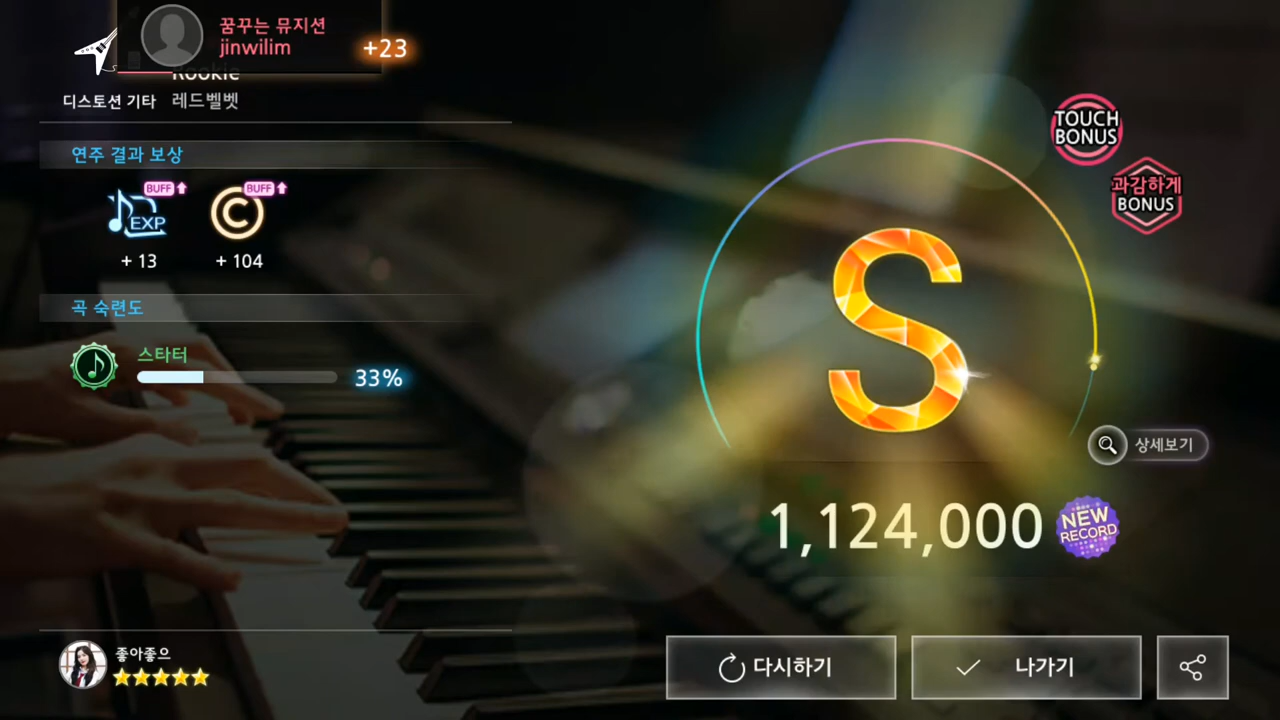 꿈꾸는 뮤지션
jinwilim
+23
Rookie
디스토션 기타
레드벨벳
연주 결과 보상
BUFF
EXP
+ 13
BUFF
C
+ 104
곡 숙련도
스타터
33%
좋아좋으
TOUCH
BONUS
과감하게
BONUS
S
상세보기
1,124,000
NEW
RECORD
다시하기
나가기